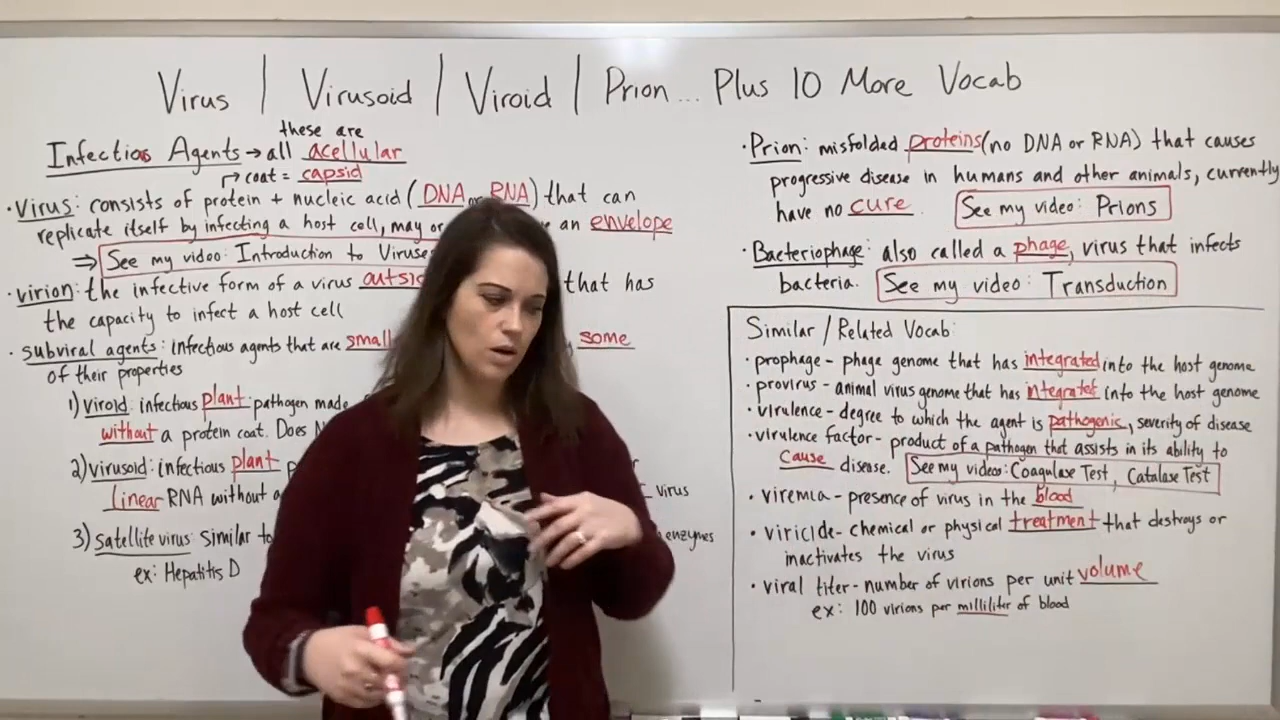 Virus | Virusoid | Viroid | Prion... Plus 10 More Vocab
these are
Infectios Agents → all acellular
coat = capsid
• Virus: consists of protein + nucleic acid (DNA or RNA) that can
replicate itself by infecting a host cell, may or an envelope
⇒ See my video: Introduction to Viruses
• virion: the infective form of a virus that has
the capacity to infect a host cell
• subviral agents: infectious agents that are small some
of their properties
1) viroid: infectious plant pathogen made
without a protein coat. Does
2) virusoid: infectious plant
Linear RNA without virus
3) satellite virus: similar to enzymes
ex: Hepatitis D
• Prion: misfolded proteins (no DNA or RNA) that causes
progressive disease in humans and other animals, currently
have no cure. See my video: Prions
• Bacteriophage: also called a phage, virus that infects
bacteria. See my video: Transduction
Similar / Related Vocab:
• prophage - phage genome that has integrated into the host genome
• provirus - animal virus genome that has integrated into the host genome
• virulence - degree to which the agent is pathogenic, severity of disease
• virulence factor - product of a pathogen that assists in its ability to
cause disease. See my videos: Coagulase Test, Catalase Test
• viremia - presence of virus in the blood
• viricide - chemical or physical treatment that destroys or
inactivates the virus
• viral titer - number of virions per unit volume
ex: 100 virions per milliliter of blood